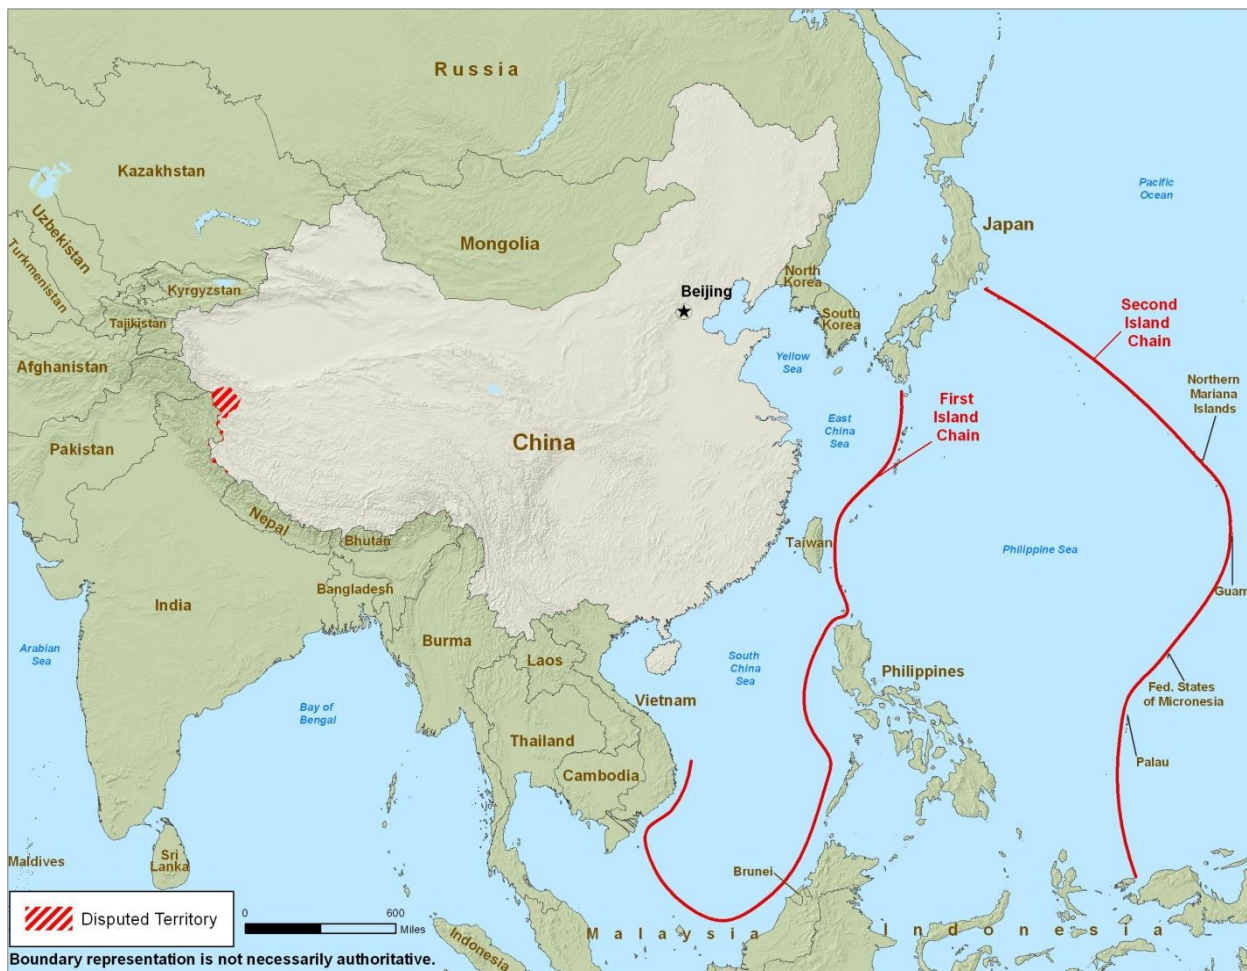 Russia
Kazakhstan
Uzbekistan
Turkmenistan
Mongolia
Kyrgyzstan
Tajikistan
Afghanistan
Pakistan
Beijing
North
Korea
South
Korea
Japan
Pacific
Ocean
Second
Island
Chain
Yellow
Sea
Northern
Mariana
Islands
First
Island
Chain
East
China
Sea
China
Nepal
Bhutan
Taiwan
Philippine Sea
Bangladesh
India
Guam
Burma
Arabian
Sea
Laos
South
China
Sea
Philippines
Fed. States
of Micronesia
Vietnam
Bay of
Bengal
Thailand
Palau
Cambodia
Maldives
Sri
Lanka
Brunei
Malaysia
Indonesia
Indonesia
Disputed Territory
0
600
Miles
Boundary representation is not necessarily authoritative.